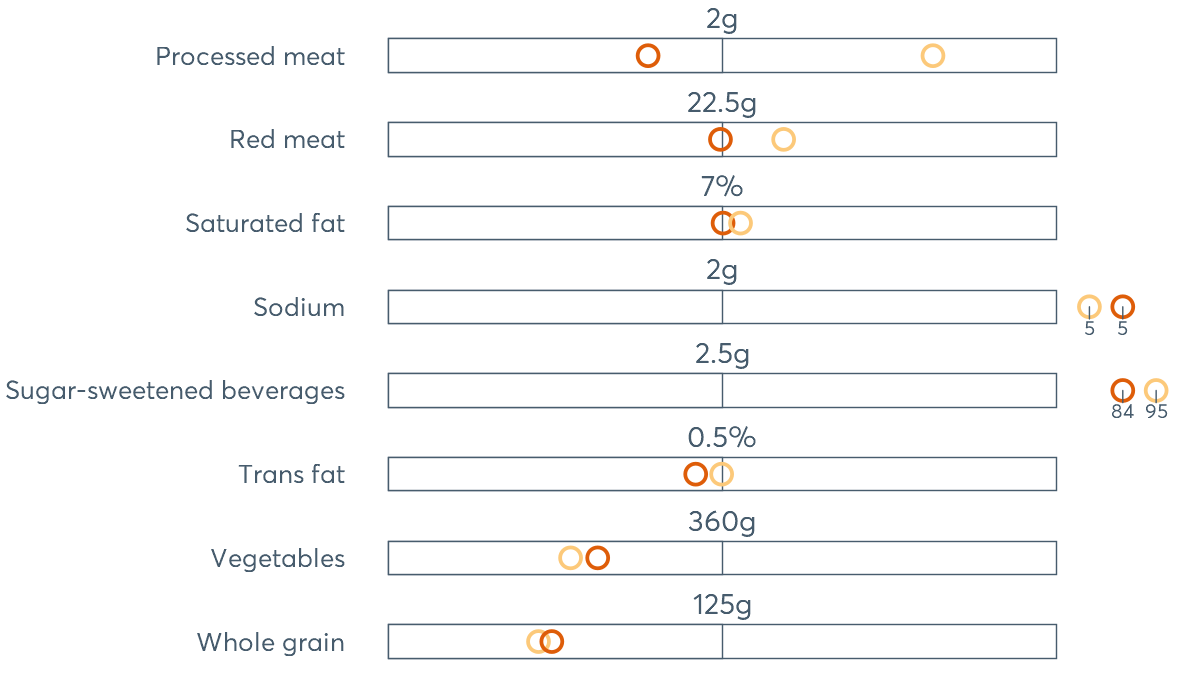 2g
Processed meat
22.5g
Red meat
7%
Saturated fat
2g
Sodium
5 5
2.5g
Sugar-sweetened beverages
84 95
0.5%
Trans fat
360g
Vegetables
125g
Whole grain